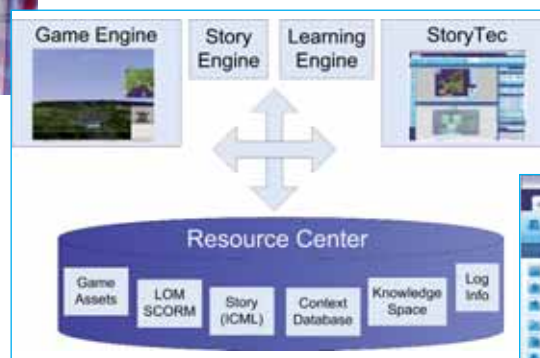 Game Engine
Story
Engine
Learning
Engine
StoryTec
Resource Center
Game
Assets
LOM
SCORM
Story
(ICML)
Context
Database
Knowledge
Space
Log
Info